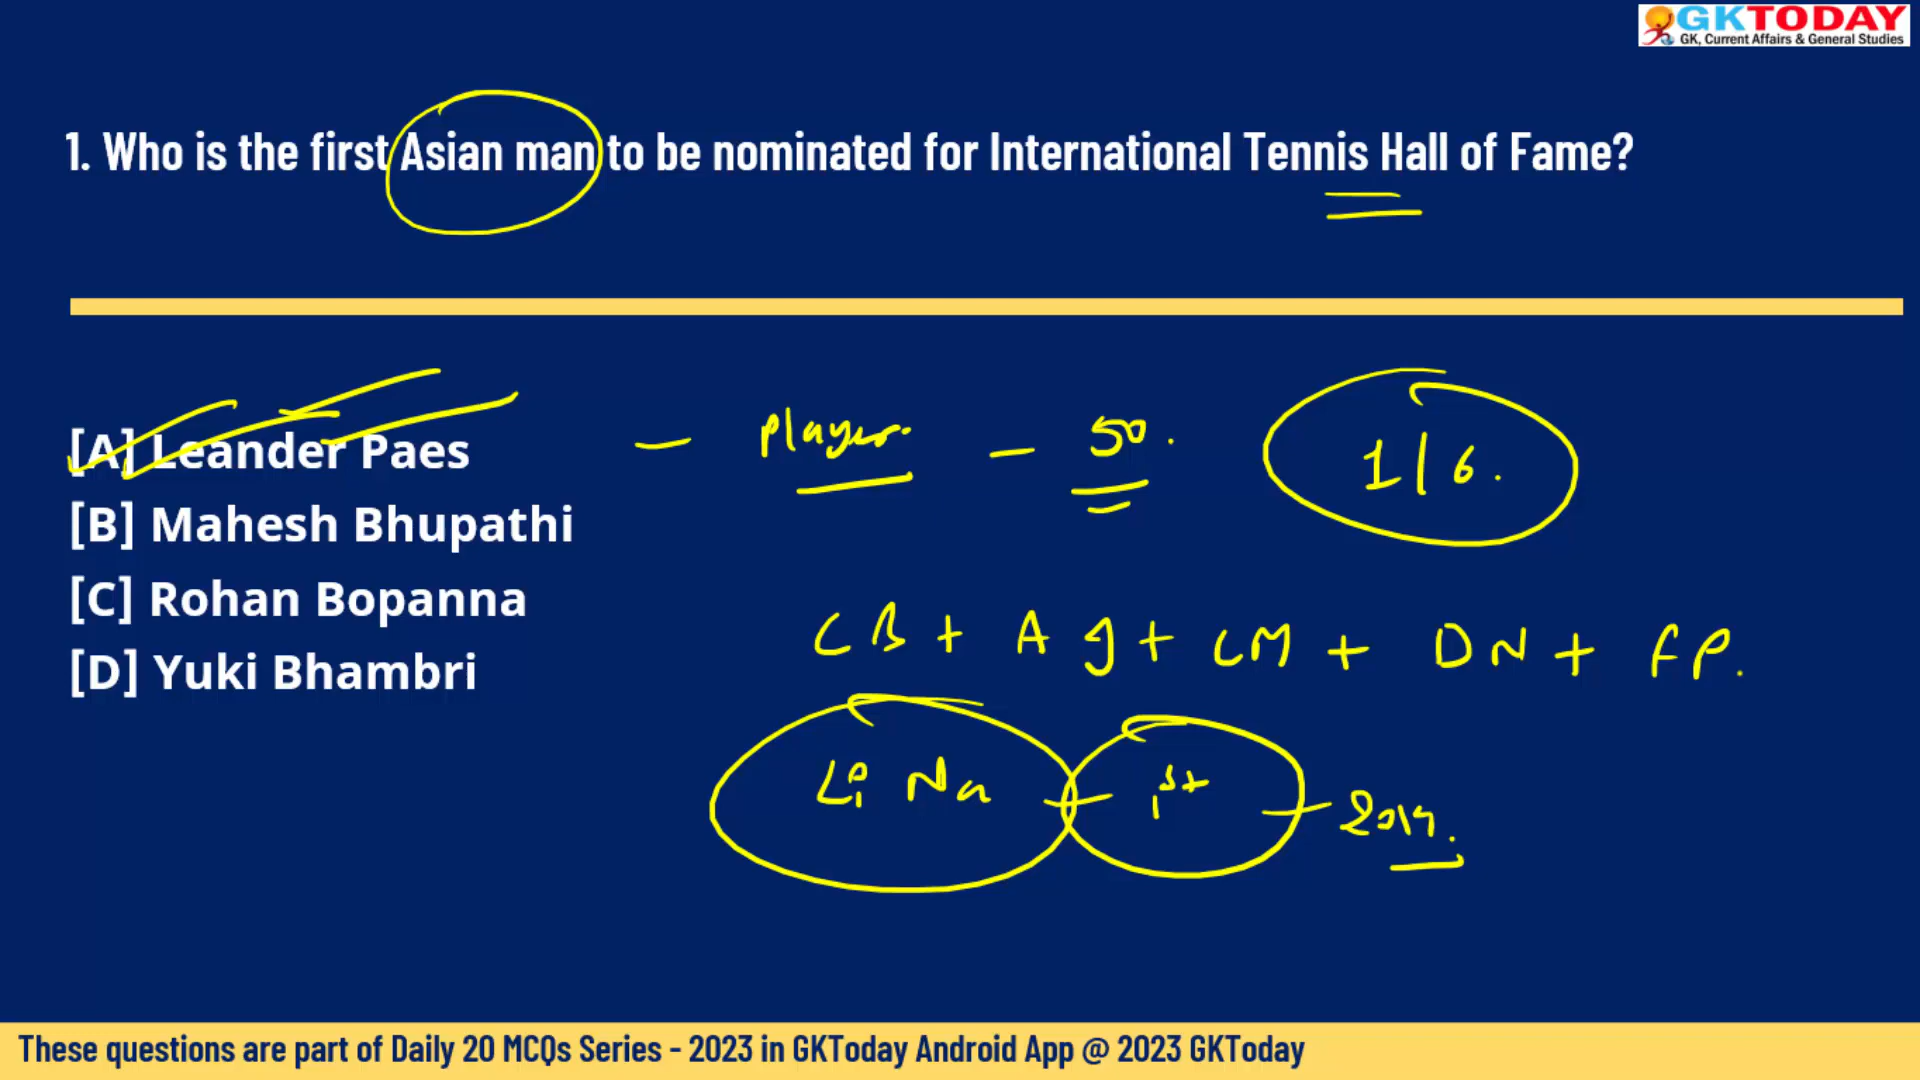 GKTODAY
GK, Current Affairs & General Studies
1. Who is the first Asian man to be nominated for International Tennis Hall of Fame?
[A] Leander Paes
— Player. — 50. 1/6.
[B] Mahesh Bhupathi
[C] Rohan Bopanna
CB + Ag + CM + DN + FP.
[D] Yuki Bhambri
Li Na — 1st — 2019.
These questions are part of Daily 20 MCQs Series - 2023 in GKToday Android App @ 2023 GKToday